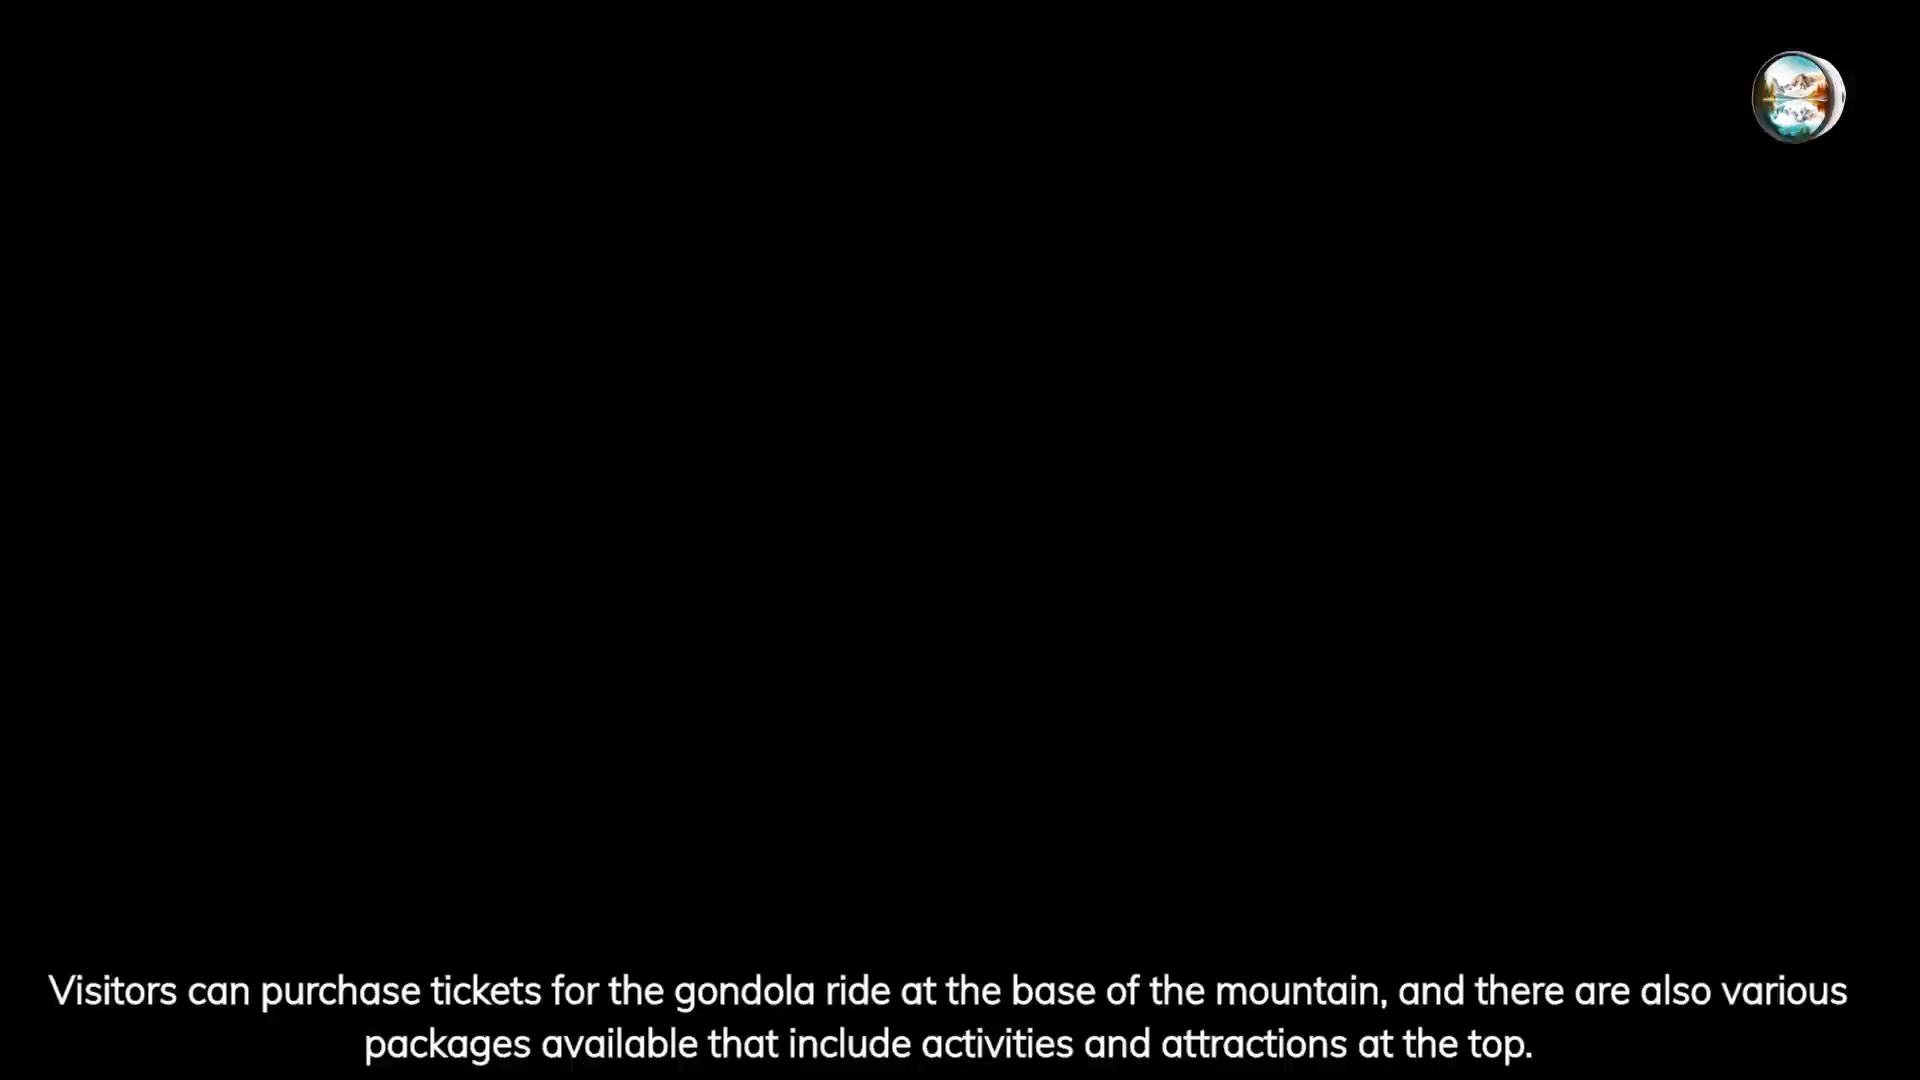 Visitors can purchase tickets for the gondola ride at the base of the mountain, and there are also various
packages available that include activities and attractions at the top.